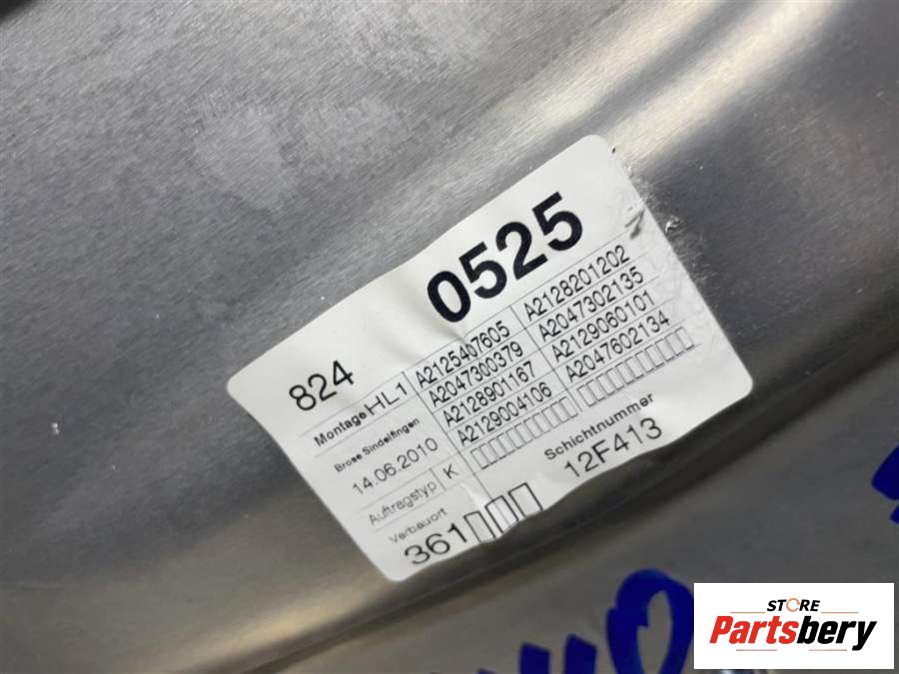 0525
824
Montage HL1
A2125407605 A2128201202
A2047300379 A2047302135
A2128901167 A2129060101
A2129004106 A2047602134
Brose Sindelfingen
14.06.2010
Auftragstyp K
Schichtnummer
12F413
Verbauort
361
STORE
Partsbery